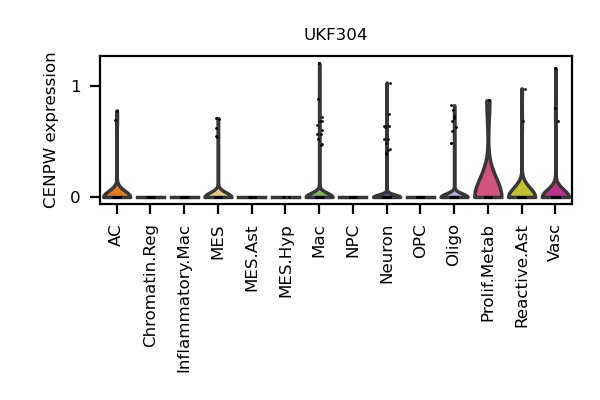 UKF304
CENPW expression
1
0
AC
Chromatin.Reg
Inflammatory.Mac
MES
MES.Ast
MES.Hyp
Mac
NPC
Neuron
OPC
Oligo
Prolif.Metab
Reactive.Ast
Vasc